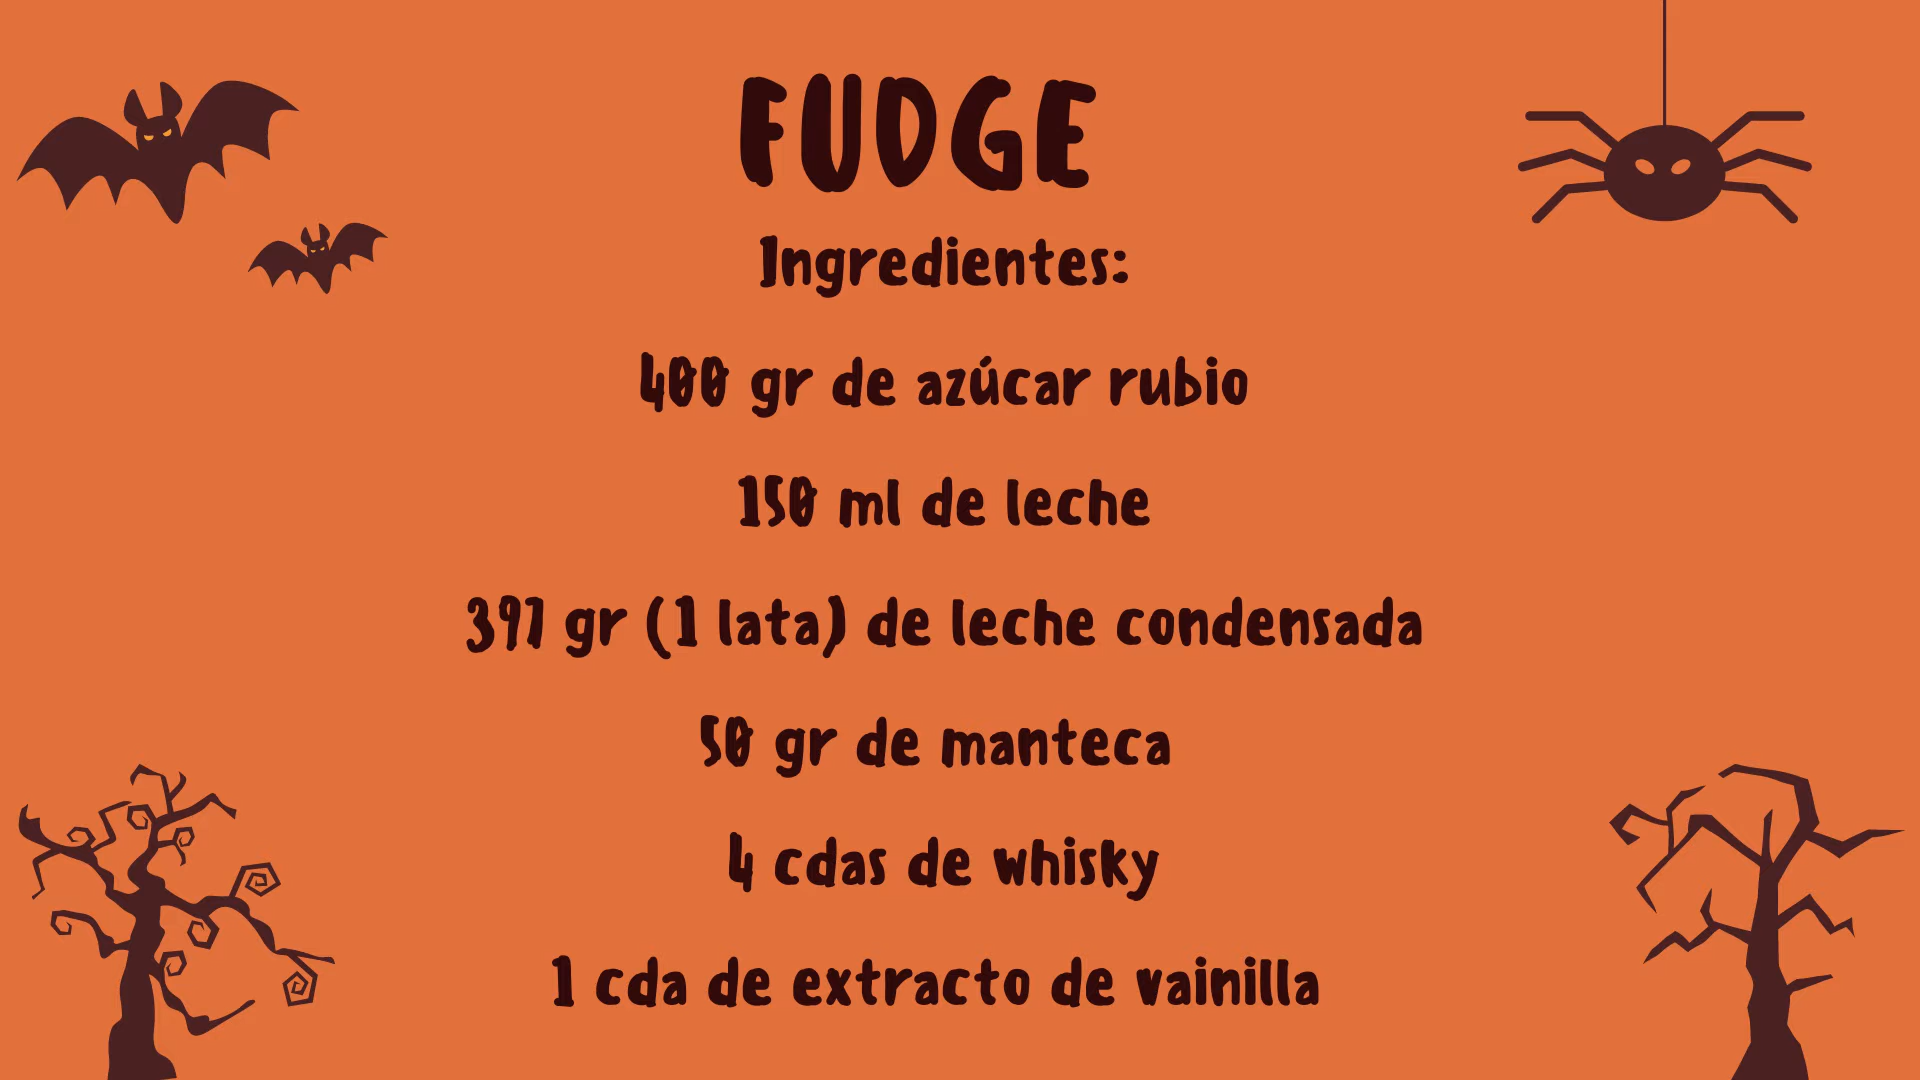 FUDGE
Ingredientes:
400 gr de azúcar rubio
150 ml de leche
397 gr (1 lata) de leche condensada
50 gr de manteca
4 cdas de whisky
1 cda de extracto de vainilla